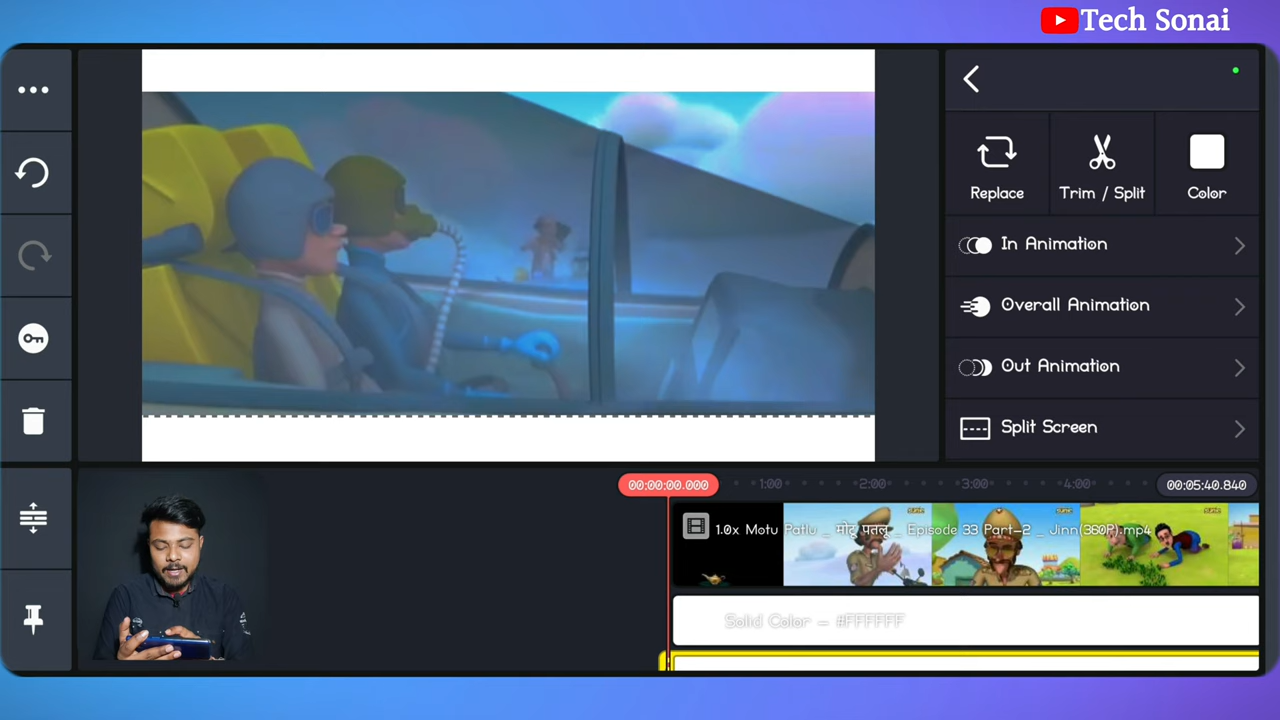 Tech Sonai
Replace
Trim / Split
Color
In Animation
Overall Animation
Out Animation
Split Screen
00:00:00.000
1:00
2:00
3:00
4:00
00:05:40.840
1.0x Motu Patlu _ मोटू पतलू _ Episode 33 Part-2 _ Jinn(360P).mp4
Solid Color – #FFFFFF